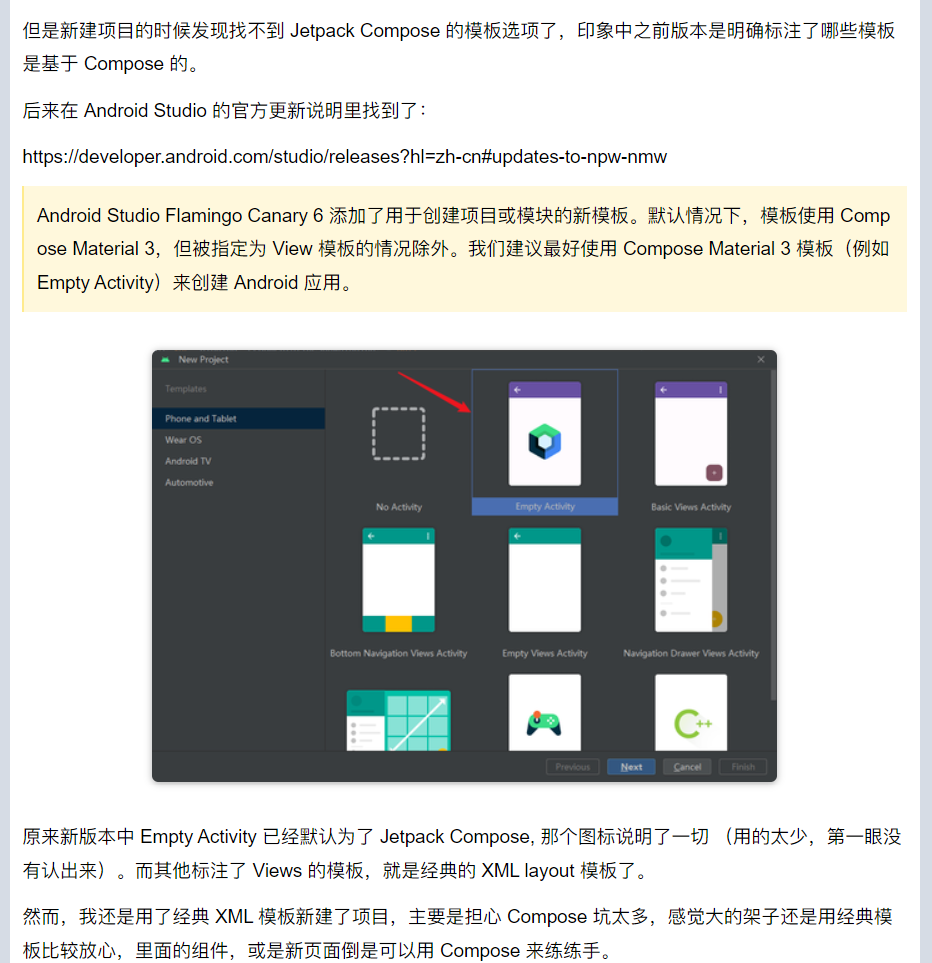 但是新建项目的时候发现找不到 Jetpack Compose 的模板选项了，印象中之前版本是明确标注了哪些模板
是基于 Compose 的。
后来在 Android Studio 的官方更新说明里找到了：
https://developer.android.com/studio/releases?hl=zh-cn#updates-to-npw-nmw
Android Studio Flamingo Canary 6 添加了用于创建项目或模块的新模板。默认情况下，模板使用 Comp
ose Material 3，但被指定为 View 模板的情况除外。我们建议最好使用 Compose Material 3 模板（例如
Empty Activity）来创建 Android 应用。
New Project
Templates
Phone and Tablet
Wear OS
Android TV
Automotive
No Activity
Empty Activity
Basic Views Activity
Bottom Navigation Views Activity
Empty Views Activity
Navigation Drawer Views Activity
C++
Previous
Next
Cancel
Finish
原来新版本中 Empty Activity 已经默认为了 Jetpack Compose, 那个图标说明了一切 （用的太少，第一眼没
有认出来）。而其他标注了 Views 的模板，就是经典的 XML layout 模板了。
然而，我还是用了经典 XML 模板新建了项目，主要是担心 Compose 坑太多，感觉大的架子还是用经典模
板比较放心，里面的组件，或是新页面倒是可以用 Compose 来练练手。